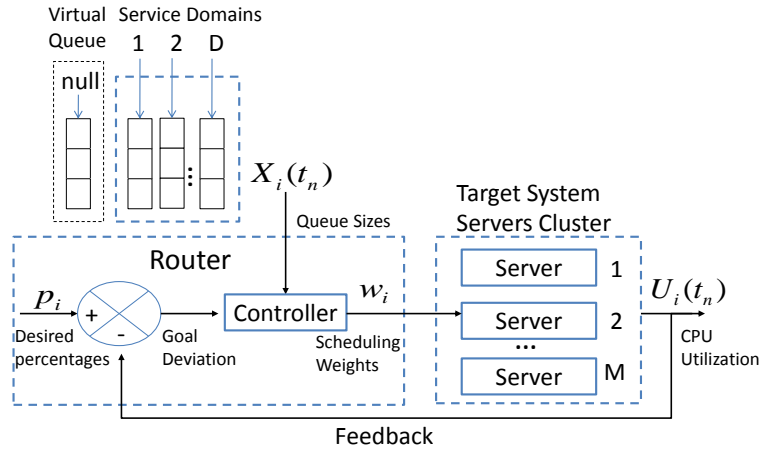 Virtual
Queue
Service Domains
1 2 D
null
...
X_i(t_n)
Queue Sizes
Target System
Servers Cluster
Router
p_i
+
-
Desired
percentages
Goal
Deviation
Controller
w_i
Scheduling
Weights
Server 1
Server 2
...
Server M
U_i(t_n)
CPU
Utilization
Feedback